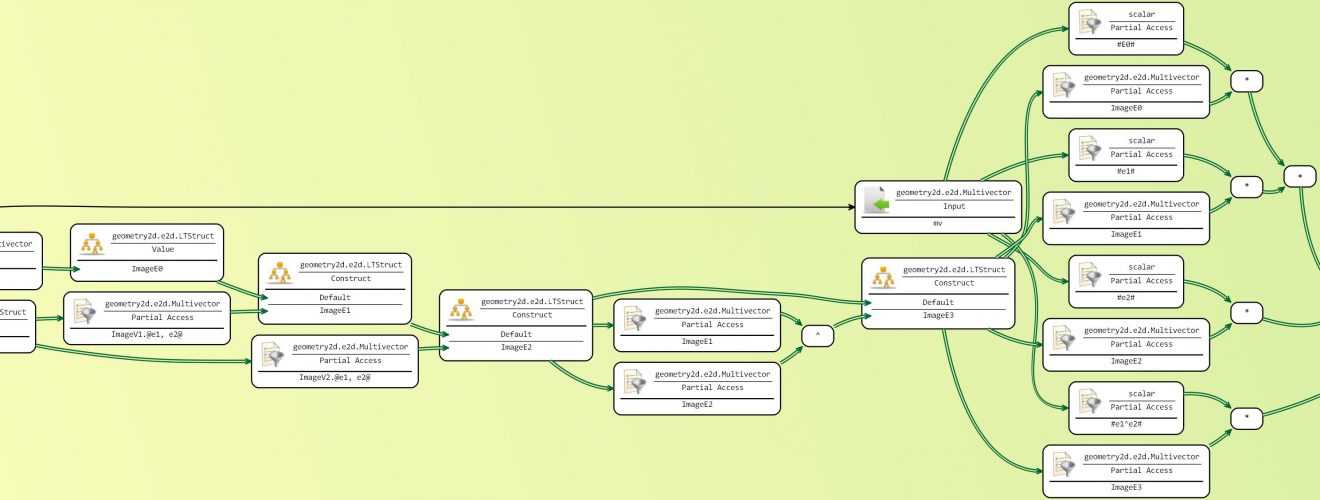 tivector
Struct
geometry2d.e2d.LTStruct
Value
ImageE0
geometry2d.e2d.Multivector
Partial Access
ImageV1.@e1, e2@
geometry2d.e2d.LTStruct
Construct
Default
ImageE1
geometry2d.e2d.Multivector
Partial Access
ImageV2.@e1, e2@
geometry2d.e2d.LTStruct
Construct
Default
ImageE2
geometry2d.e2d.Multivector
Partial Access
ImageE1
geometry2d.e2d.Multivector
Partial Access
ImageE2
^
geometry2d.e2d.Multivector
Input
mv
geometry2d.e2d.LTStruct
Construct
Default
ImageE3
scalar
Partial Access
#E0#
geometry2d.e2d.Multivector
Partial Access
ImageE0
*
scalar
Partial Access
#e1#
geometry2d.e2d.Multivector
Partial Access
ImageE1
*
+
scalar
Partial Access
#e2#
geometry2d.e2d.Multivector
Partial Access
ImageE2
*
scalar
Partial Access
#e1^e2#
geometry2d.e2d.Multivector
Partial Access
ImageE3
*